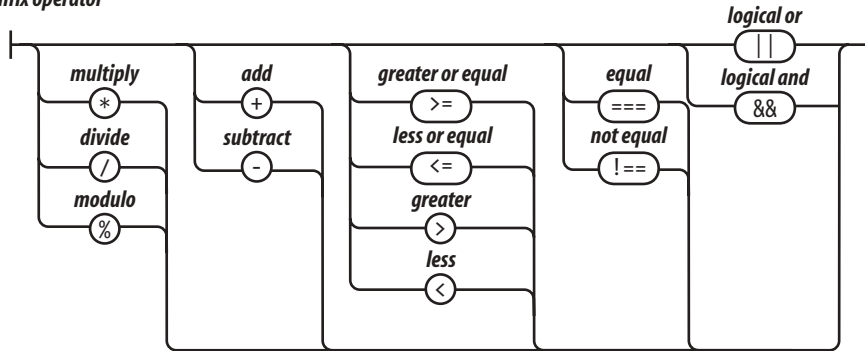 infix operator
logical or
||
multiply add greater or equal equal logical and
* + >= === &&
divide subtract less or equal not equal
/ - <= !==
modulo greater
% >
less
<